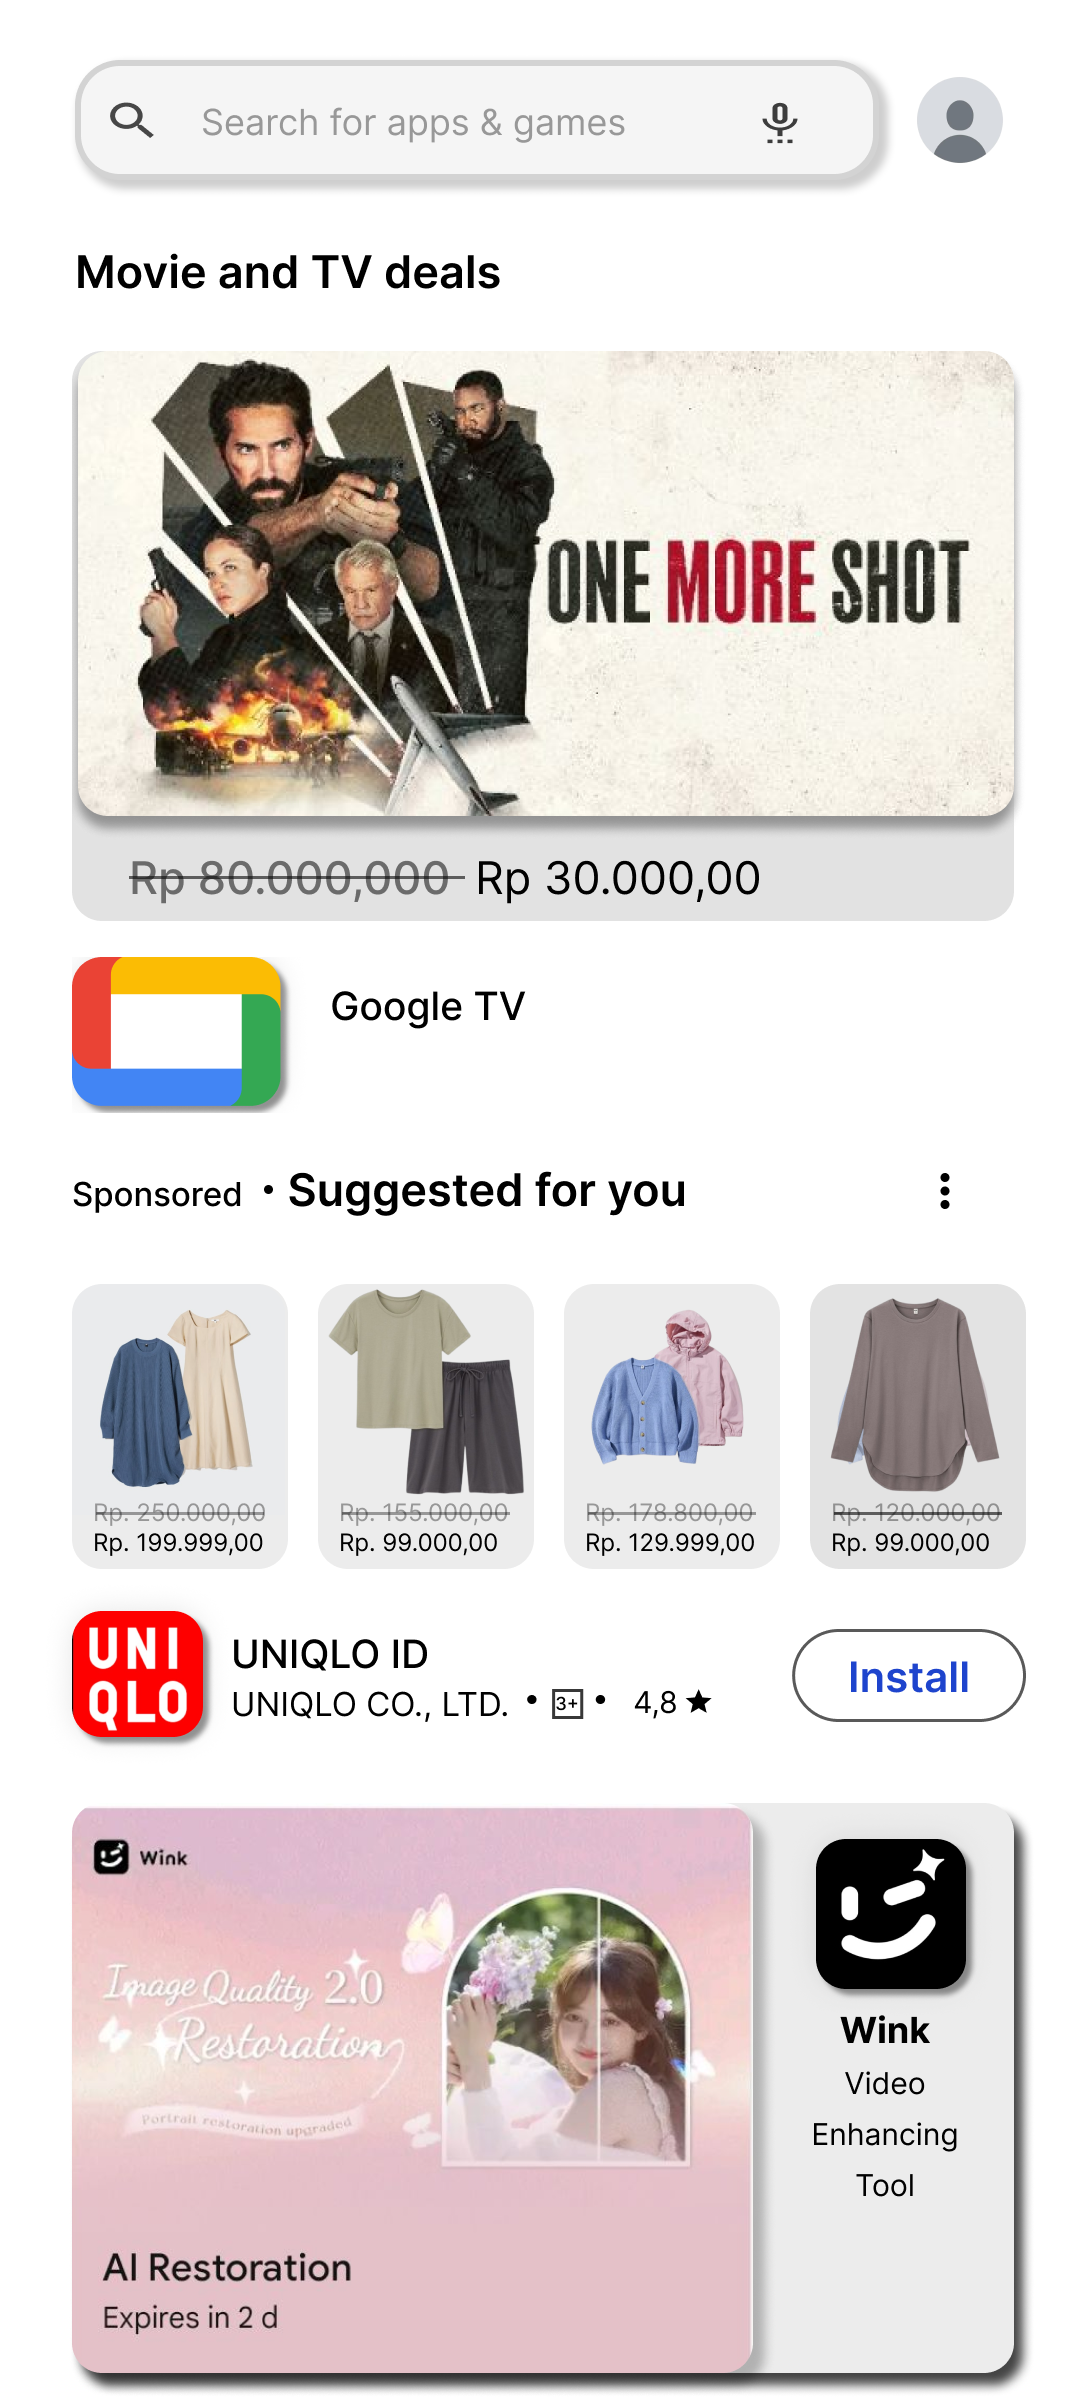 Search for apps & games
Movie and TV deals
ONE MORE SHOT
Rp 80.000,000 Rp 30.000,00
Google TV
Sponsored • Suggested for you
Rp. 250.000,00
Rp. 199.999,00
Rp. 155.000,00
Rp. 99.000,00
Rp. 178.800,00
Rp. 129.999,00
Rp. 120.000,00
Rp. 99.000,00
UNI
QLO
UNIQLO ID
UNIQLO CO., LTD. • 3+ • 4,8 ★
Install
Wink
Image Quality 2.0
Restoration
Portrait restoration upgraded
AI Restoration
Expires in 2 d
Wink
Video
Enhancing
Tool